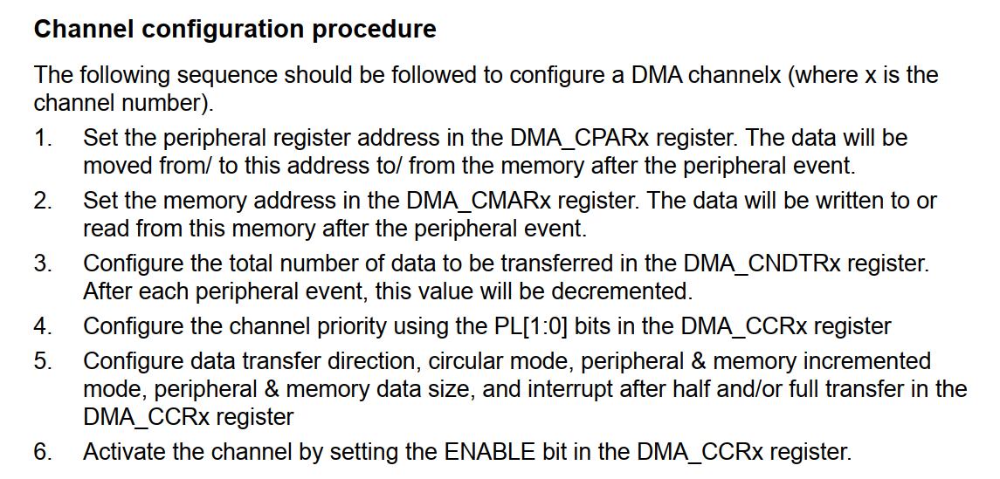 Channel configuration procedure
The following sequence should be followed to configure a DMA channelx (where x is the
channel number).
1. Set the peripheral register address in the DMA_CPARx register. The data will be
moved from/ to this address to/ from the memory after the peripheral event.
2. Set the memory address in the DMA_CMARx register. The data will be written to or
read from this memory after the peripheral event.
3. Configure the total number of data to be transferred in the DMA_CNDTRx register.
After each peripheral event, this value will be decremented.
4. Configure the channel priority using the PL[1:0] bits in the DMA_CCRx register
5. Configure data transfer direction, circular mode, peripheral & memory incremented
mode, peripheral & memory data size, and interrupt after half and/or full transfer in the
DMA_CCRx register
6. Activate the channel by setting the ENABLE bit in the DMA_CCRx register.